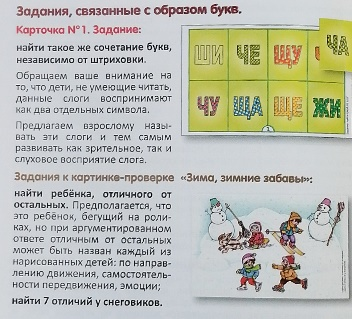 Задания, связанные с образом букв.
Карточка №1. Задание:
найти такое же сочетание букв,
независимо от штриховки.
Обращаем ваше внимание на
то, что дети, не умеющие читать,
данные слоги воспринимают
как два отдельных символа.
Предлагаем взрослому назы-
вать эти слоги и тем самым
развивать как зрительное, так и
слуховое восприятие слога.
ШИ ЧЕ ЩУ ЧА
ЧУ ЩА ЩЕ ЖИ
1
Задания к картинке-проверке «Зима, зимние забавы»:
найти ребёнка, отличного от
остальных. Предполагается, что
это ребёнок, бегущий на роли-
ках, но при аргументированном
ответе отличным от остальных
может быть назван каждый из
нарисованных детей: по направ-
лению движения, самостоятель-
ности передвижения, эмоции;
найти 7 отличий у снеговиков.